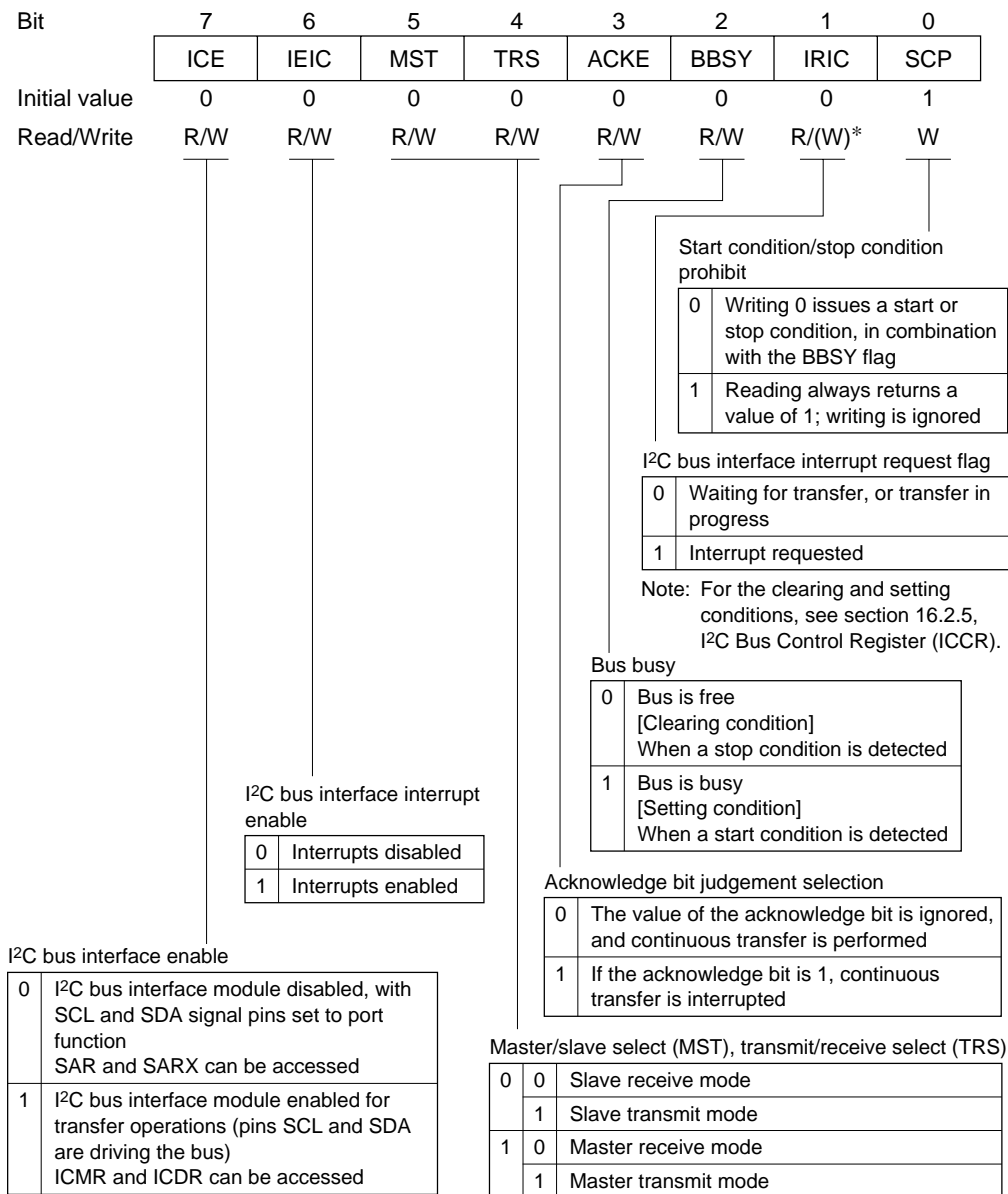 Bit 7 6 5 4 3 2 1 0
ICE IEIC MST TRS ACKE BBSY IRIC SCP
Initial value 0 0 0 0 0 0 0 1
Read/Write R/W R/W R/W R/W R/W R/W R/(W)* W
Start condition/stop condition
prohibit
0 Writing 0 issues a start or
stop condition, in combination
with the BBSY flag
1 Reading always returns a
value of 1; writing is ignored
I2C bus interface interrupt request flag
0 Waiting for transfer, or transfer in
progress
1 Interrupt requested
Note: For the clearing and setting
conditions, see section 16.2.5,
I2C Bus Control Register (ICCR).
Bus busy
0 Bus is free
[Clearing condition]
When a stop condition is detected
1 Bus is busy
[Setting condition]
When a start condition is detected
I2C bus interface interrupt
enable
0 Interrupts disabled
1 Interrupts enabled
Acknowledge bit judgement selection
0 The value of the acknowledge bit is ignored,
and continuous transfer is performed
1 If the acknowledge bit is 1, continuous
transfer is interrupted
I2C bus interface enable
0 I2C bus interface module disabled, with
SCL and SDA signal pins set to port
function
SAR and SARX can be accessed
1 I2C bus interface module enabled for
transfer operations (pins SCL and SDA
are driving the bus)
ICMR and ICDR can be accessed
Master/slave select (MST), transmit/receive select (TRS)
0 0 Slave receive mode
1 Slave transmit mode
1 0 Master receive mode
1 Master transmit mode